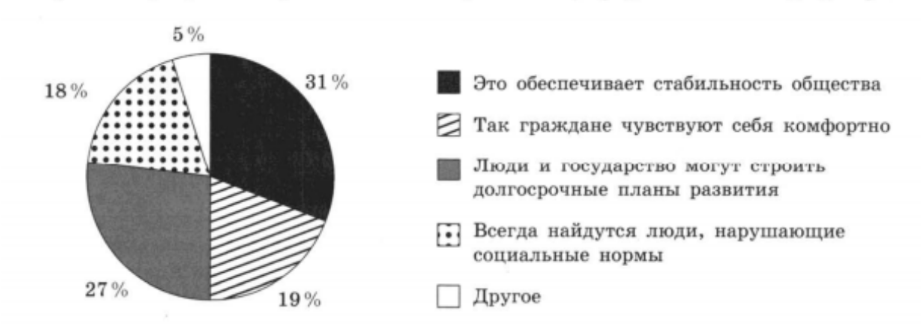 5 %
31 %
18 %
27 %
19 %
Это обеспечивает стабильность общества
Так граждане чувствуют себя комфортно
Люди и государство могут строить
долгосрочные планы развития
Всегда найдутся люди, нарушающие
социальные нормы
Другое